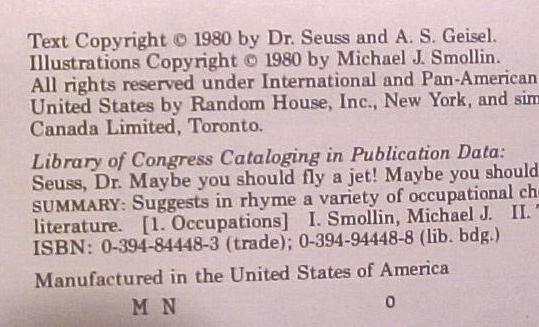 Text Copyright © 1980 by Dr. Seuss and A. S. Geisel.
Illustrations Copyright © 1980 by Michael J. Smollin.
All rights reserved under International and Pan-American
United States by Random House, Inc., New York, and sim
Canada Limited, Toronto.
Library of Congress Cataloging in Publication Data:
Seuss, Dr. Maybe you should fly a jet! Maybe you should
SUMMARY: Suggests in rhyme a variety of occupational ch
literature. [1. Occupations] I. Smollin, Michael J. II.
ISBN: 0-394-84448-3 (trade); 0-394-94448-8 (lib. bdg.)
Manufactured in the United States of America
M N 0